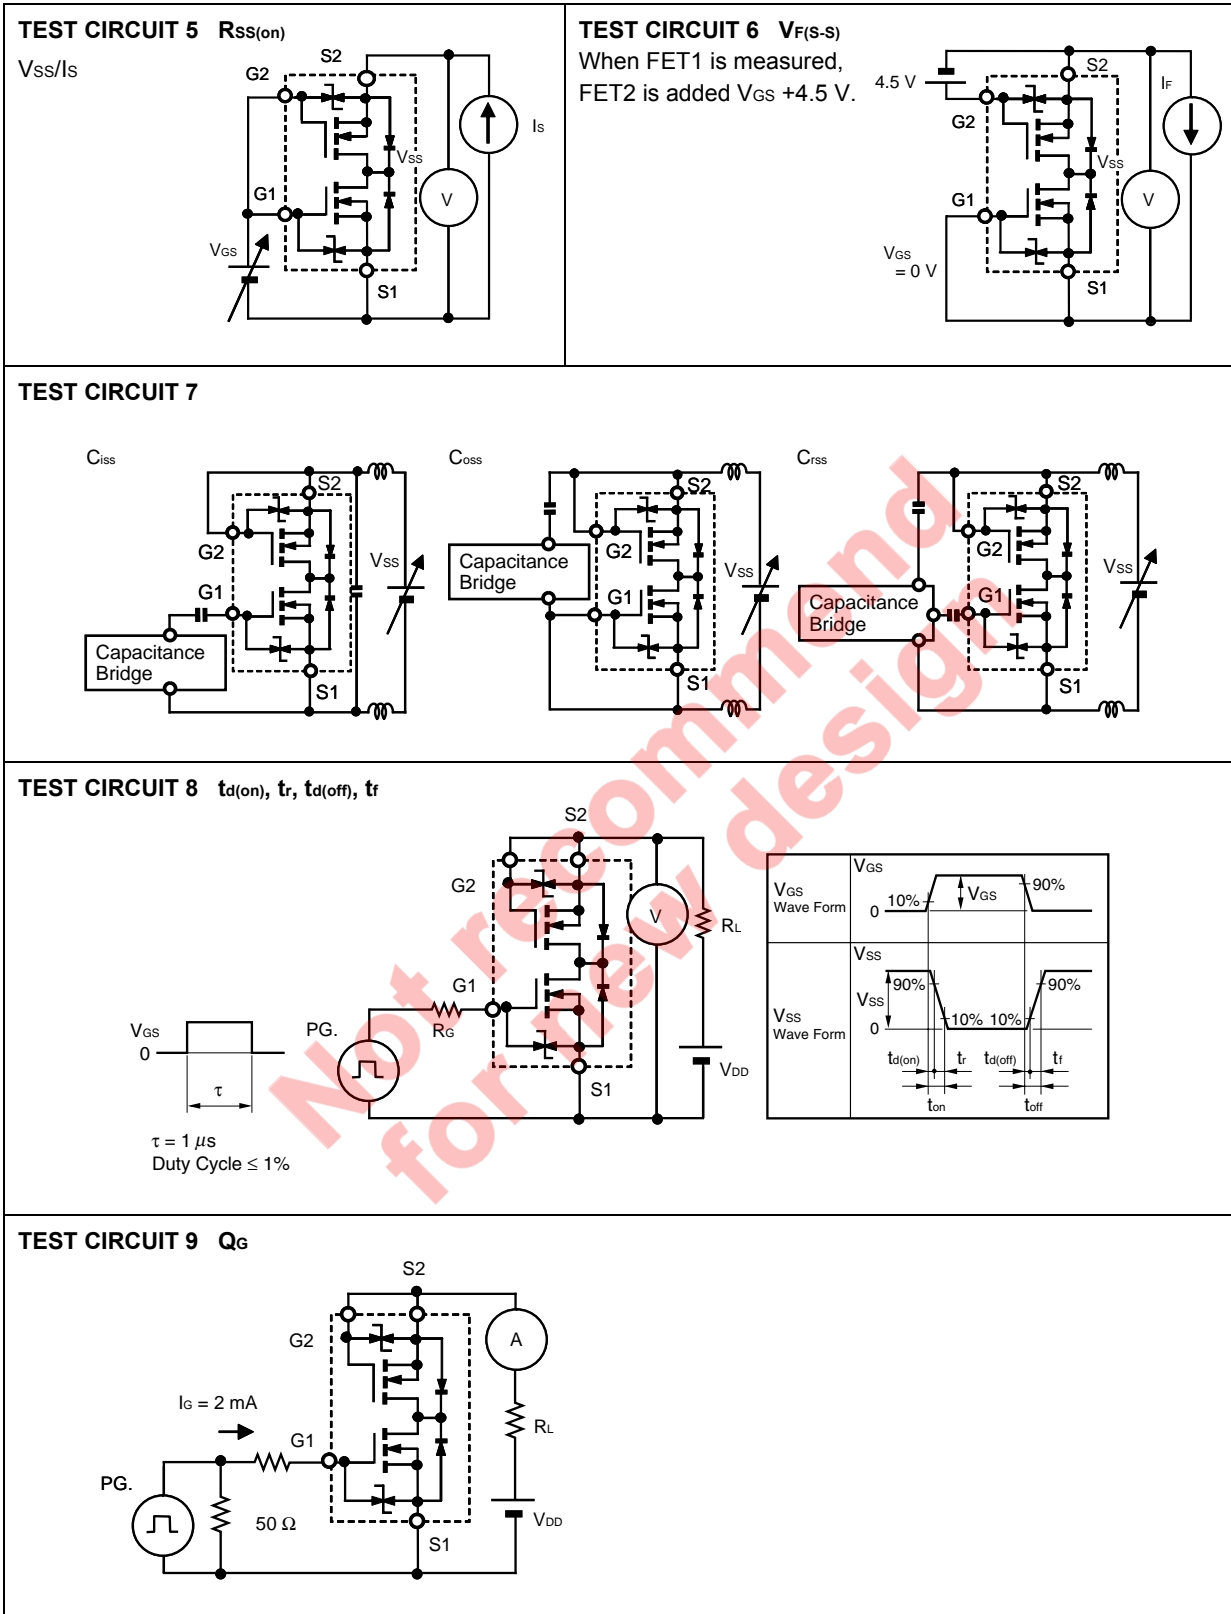 TEST CIRCUIT 5 RSS(on)
VSS/IS
S2
G2
IS
VSS
V
G1
VGS
S1
TEST CIRCUIT 6 VF(S-S)
When FET1 is measured,
FET2 is added VGS +4.5 V.
S2
4.5 V
IF
G2
VSS
G1
V
VGS
= 0 V
S1
TEST CIRCUIT 7
Ciss
S2
G2
VSS
G1
Capacitance
Bridge
S1
Coss
S2
G2
Capacitance
Bridge
VSS
G1
S1
Crss
S2
G2
VSS
G1
Capacitance
Bridge
S1
TEST CIRCUIT 8 td(on), tr, td(off), tf
S2
G2
V
RL
G1
RG
PG.
VGS
0
τ
VDD
S1
τ = 1 μs
Duty Cycle ≤ 1%
VGS
Wave Form
VGS
VGS
10%
90%
0
VSS
Wave Form
VSS
VSS
90%
90%
10% 10%
0
td(on) tr td(off) tf
ton toff
TEST CIRCUIT 9 QG
S2
G2
A
IG = 2 mA
RL
G1
PG.
50 Ω
VDD
S1
Not recommend
for new design